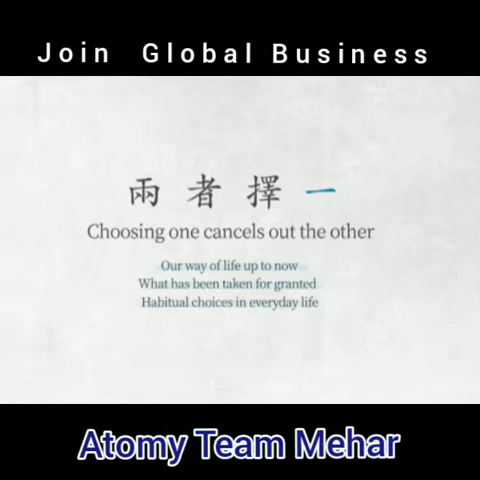 Join Global Business
兩者擇一
Choosing one cancels out the other
Our way of life up to now
What has been taken for granted
Habitual choices in everyday life
Atomy Team Mehar